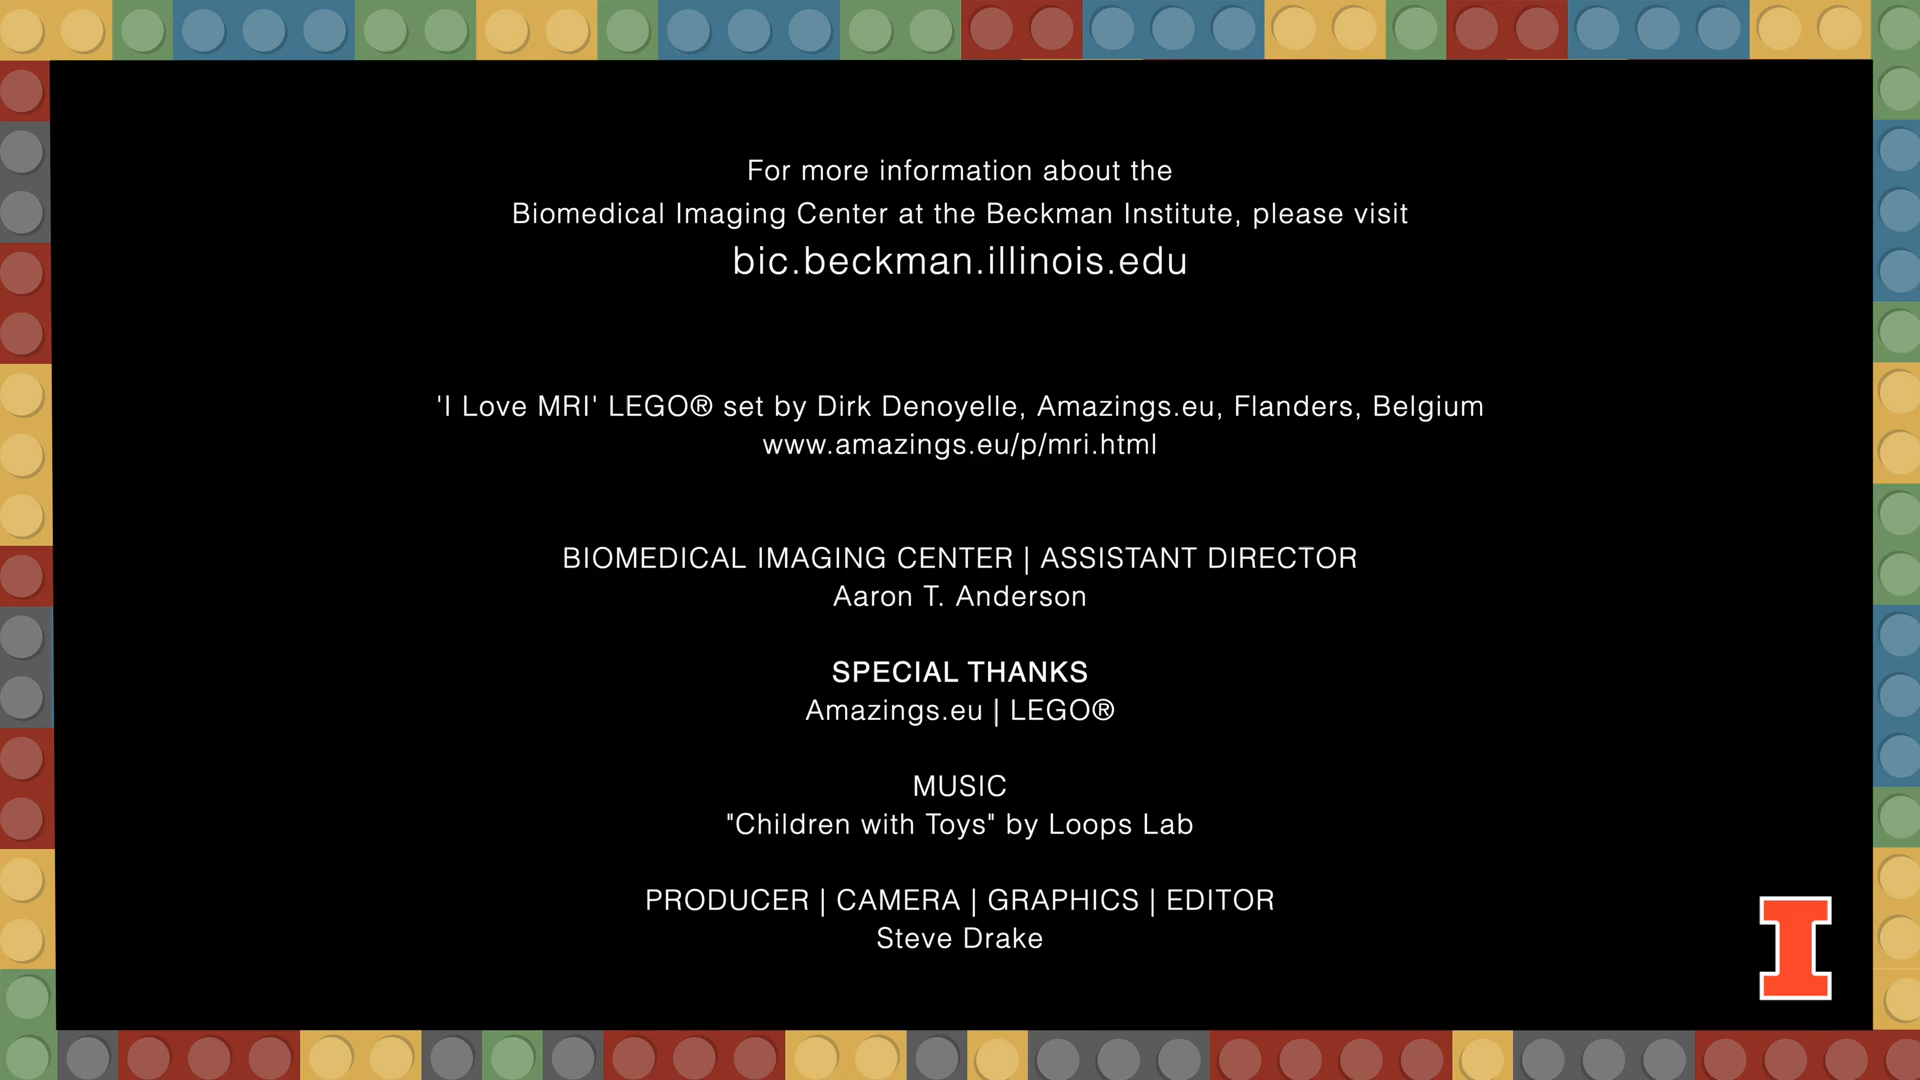 For more information about the
Biomedical Imaging Center at the Beckman Institute, please visit
bic.beckman.illinois.edu
'I Love MRI' LEGO® set by Dirk Denoyelle, Amazings.eu, Flanders, Belgium
www.amazings.eu/p/mri.html
BIOMEDICAL IMAGING CENTER | ASSISTANT DIRECTOR
Aaron T. Anderson
SPECIAL THANKS
Amazings.eu | LEGO®
MUSIC
"Children with Toys" by Loops Lab
PRODUCER | CAMERA | GRAPHICS | EDITOR
Steve Drake
I